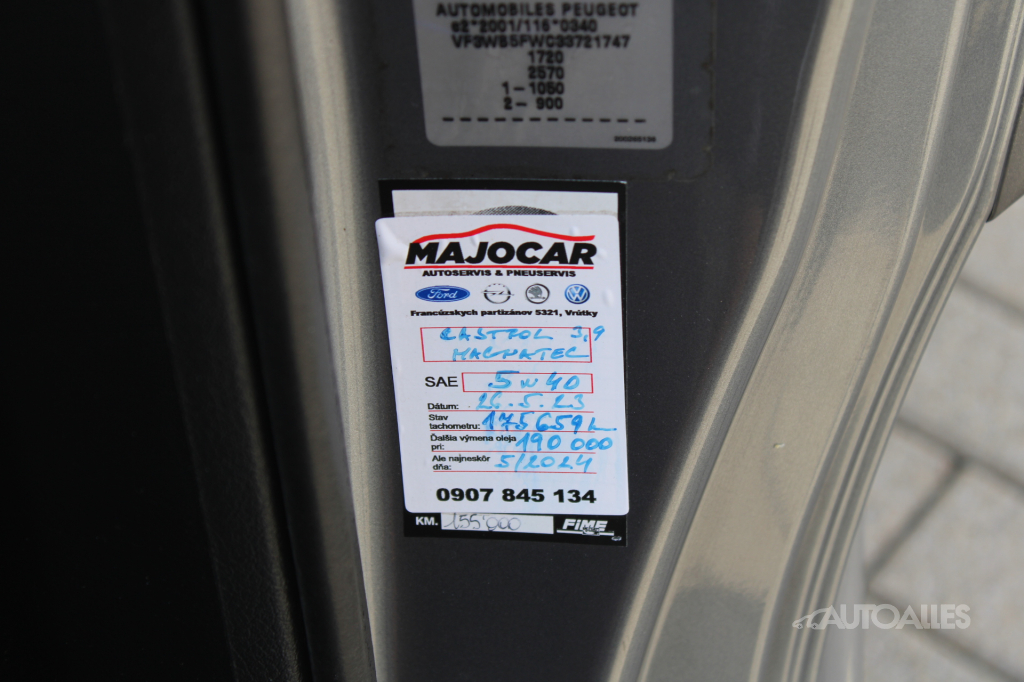 AUTOMOBILES PEUGEOT
e2*2001/116*0340
VF3WB5FWC33721747
1720
2570
1-1050
2-900
MAJOCAR
AUTOSERVIS & PNEUSERVIS
Ford
Francúzskych partizánov 5321, Vrútky
CASTROL 3,9
MAGNATEC
SAE 5W40
Dátum: 26.5.23
Stav
tachometru: 175659
Ďalšia výmena oleja
pri: 190 000
Ale najneskôr
dňa: 5/2024
0907 845 134
KM. 155'000 FiME
AUTOALLES